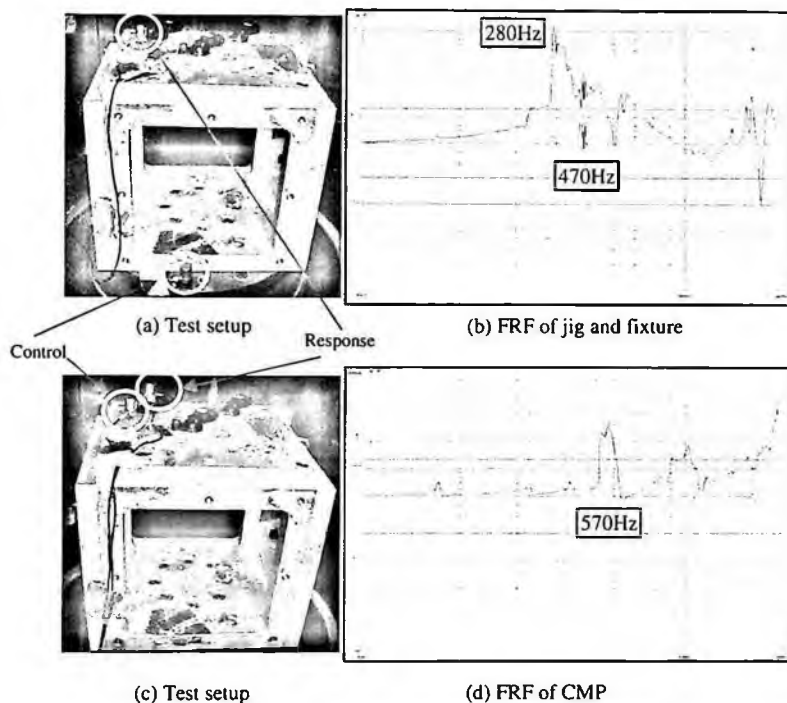 280Hz
470Hz
(a) Test setup
(b) FRF of jig and fixture
Control
Response
570Hz
(c) Test setup
(d) FRF of CMP